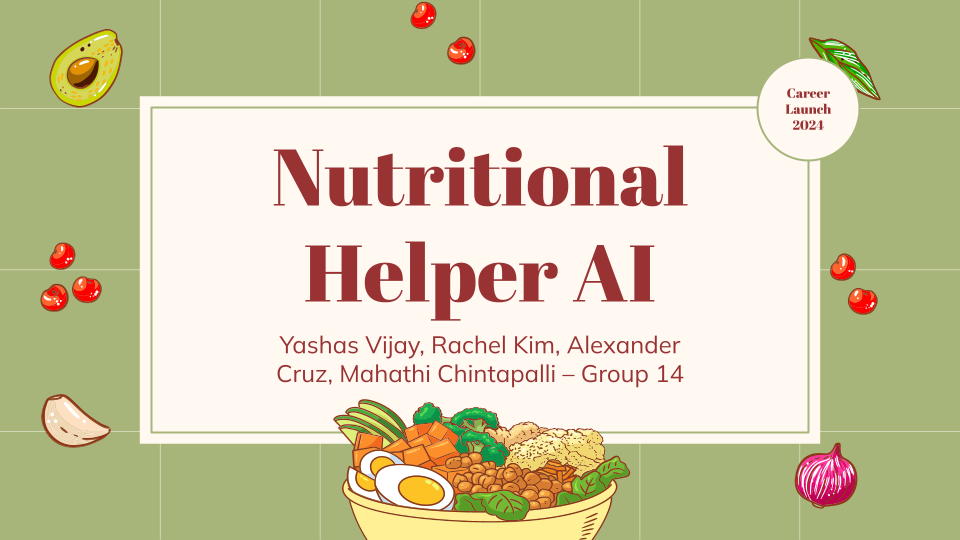 Career
Launch
2024
Nutritional
Helper AI
Yashas Vijay, Rachel Kim, Alexander
Cruz, Mahathi Chintapalli – Group 14